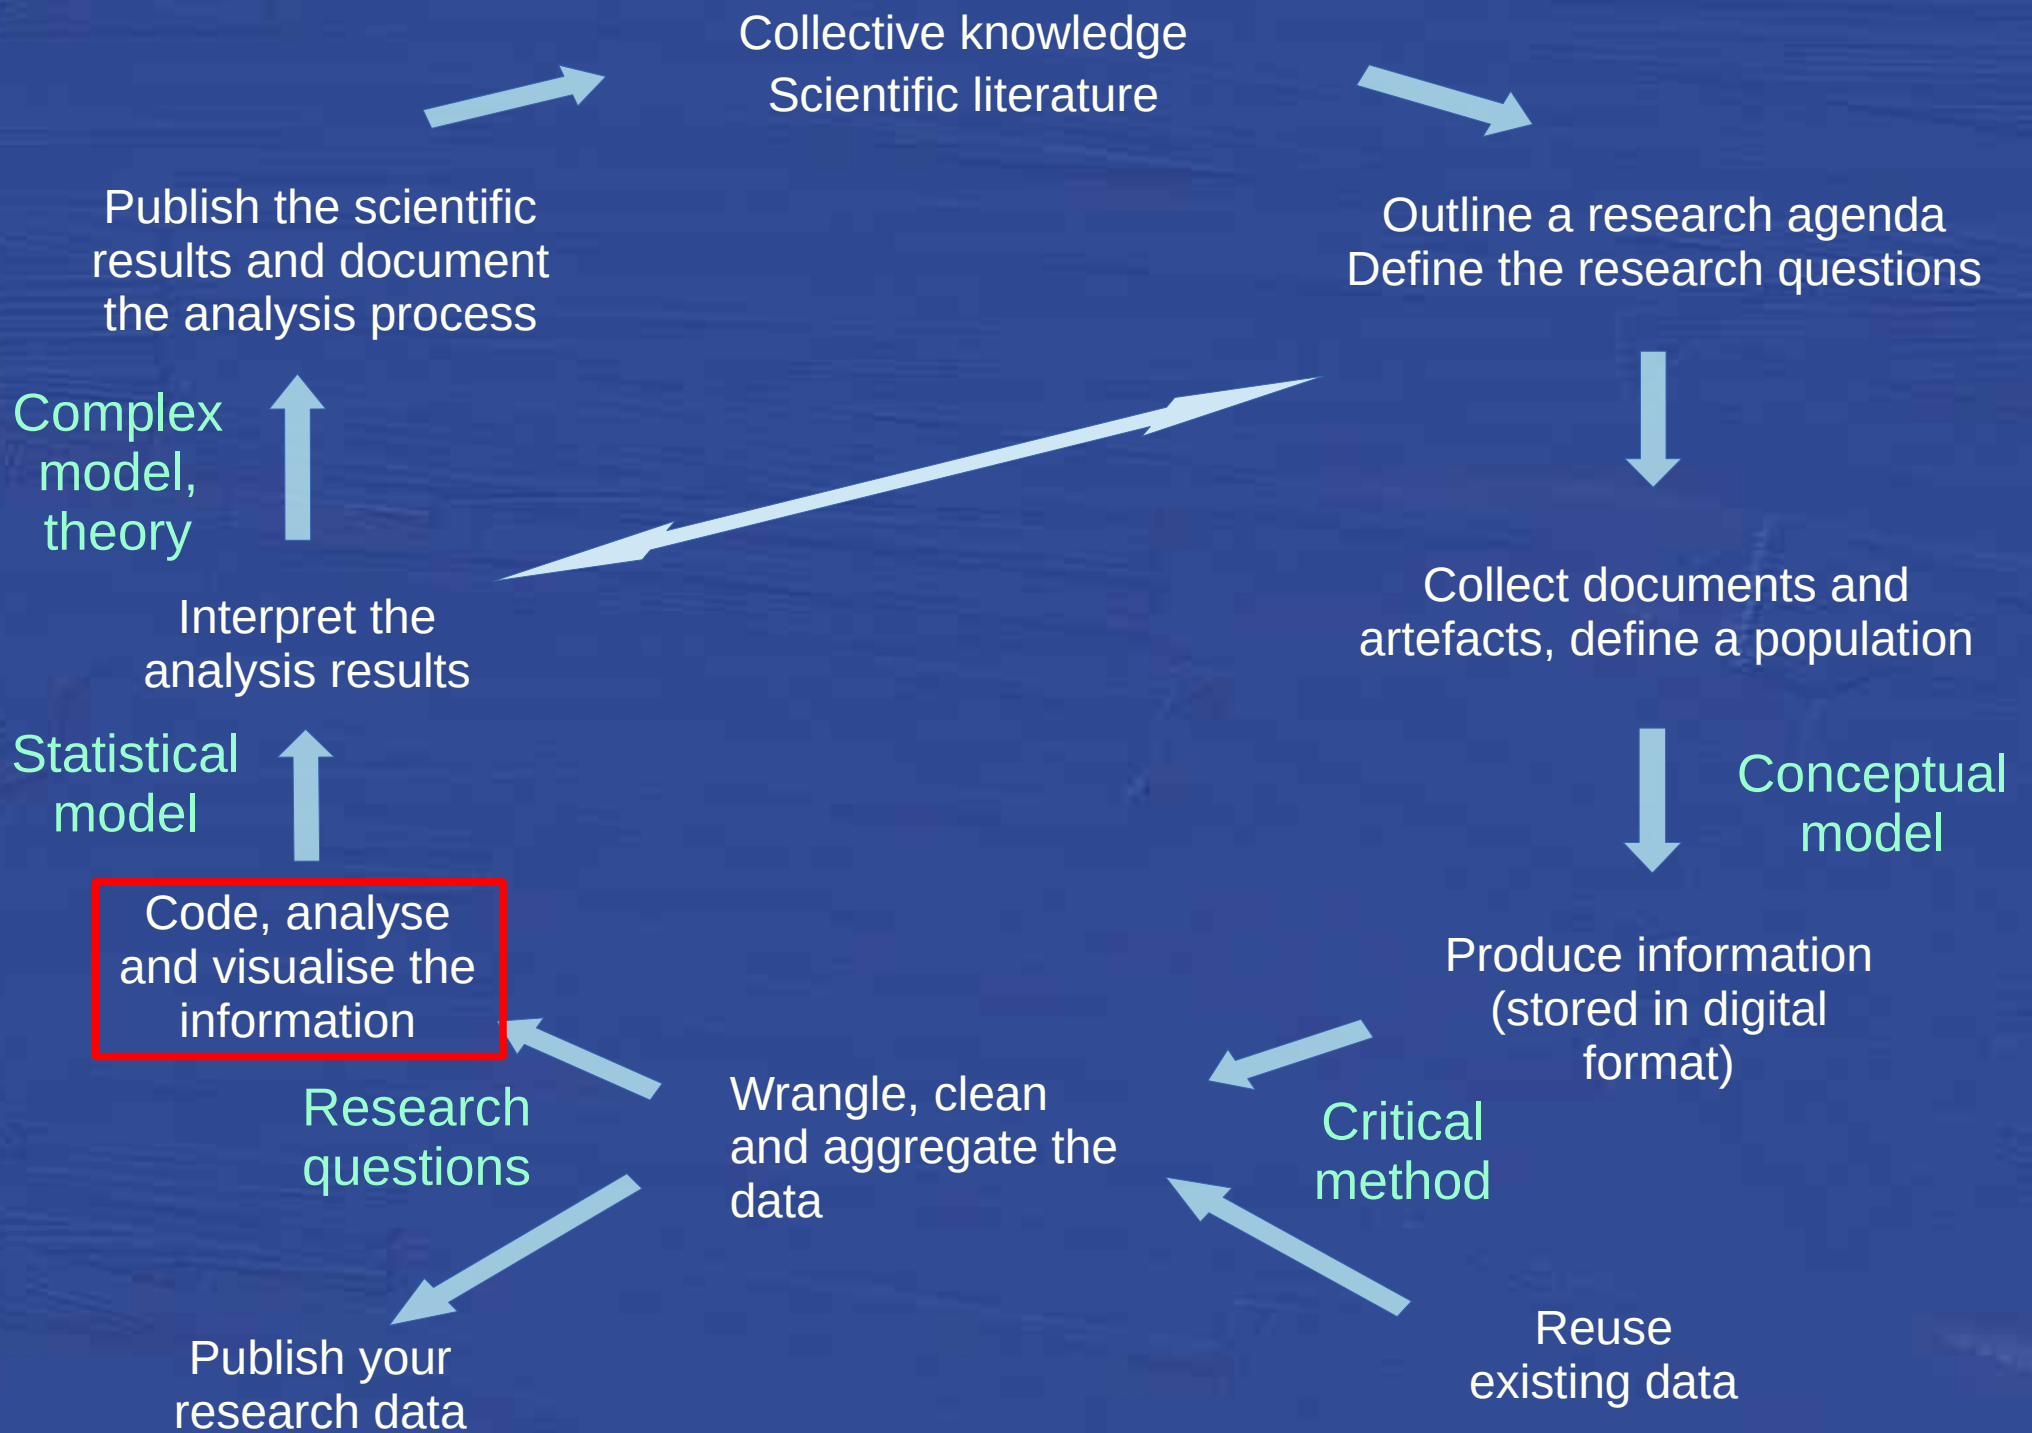 Collective knowledge
Scientific literature
Publish the scientific
results and document
the analysis process
Outline a research agenda
Define the research questions
Complex
model,
theory
Collect documents and
artefacts, define a population
Interpret the
analysis results
Statistical
model
Conceptual
model
Code, analyse
and visualise the
information
Produce information
(stored in digital
format)
Research
questions
Wrangle, clean
and aggregate the
data
Critical
method
Publish your
research data
Reuse
existing data